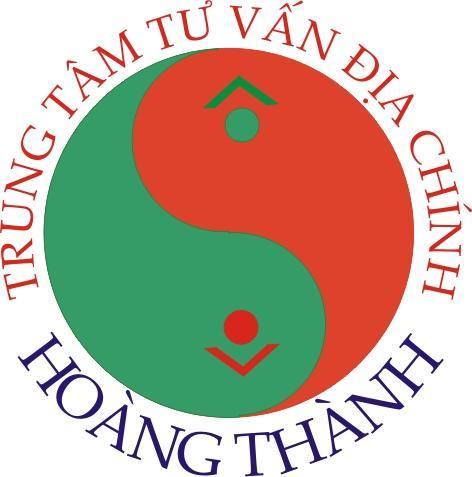 TRUNG TÂM TƯ VẤN ĐỊA CHÍNH
HOÀNG THÀNH